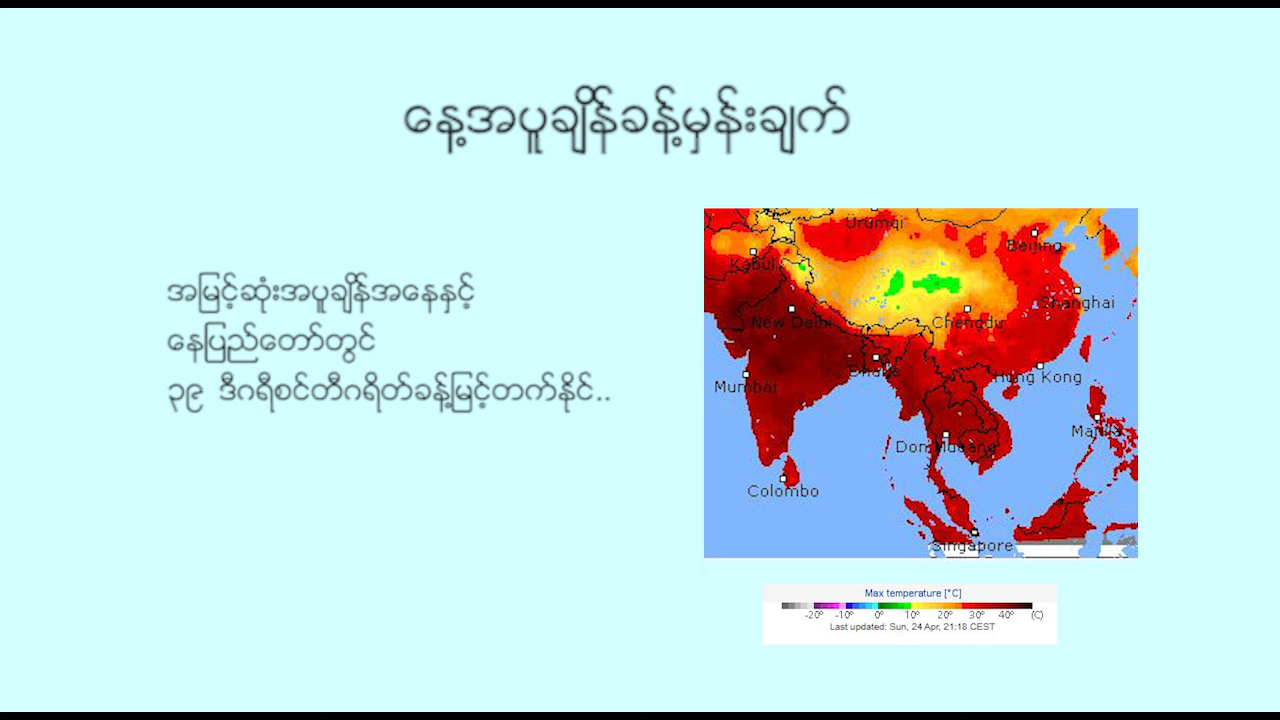 နေ့အပူချိန်ခန့်မှန်းချက်
အမြင့်ဆုံးအပူချိန်အနေနှင့်
နေပြည်တော်တွင်
၃၉ ဒီဂရီစင်တီဂရိတ်ခန့်မြင့်တက်နိုင်..
Ürümqi
Beijing
Kabul
Shanghai
New Delhi
Chengdu
Dhaka
Hong Kong
Mumbai
Manila
Don Mueang
Colombo
Singapore
Max temperature [°C]
-20° -10° 0° 10° 20° 30° 40° (C)
Last updated: Sun, 24 Apr, 21:18 CEST